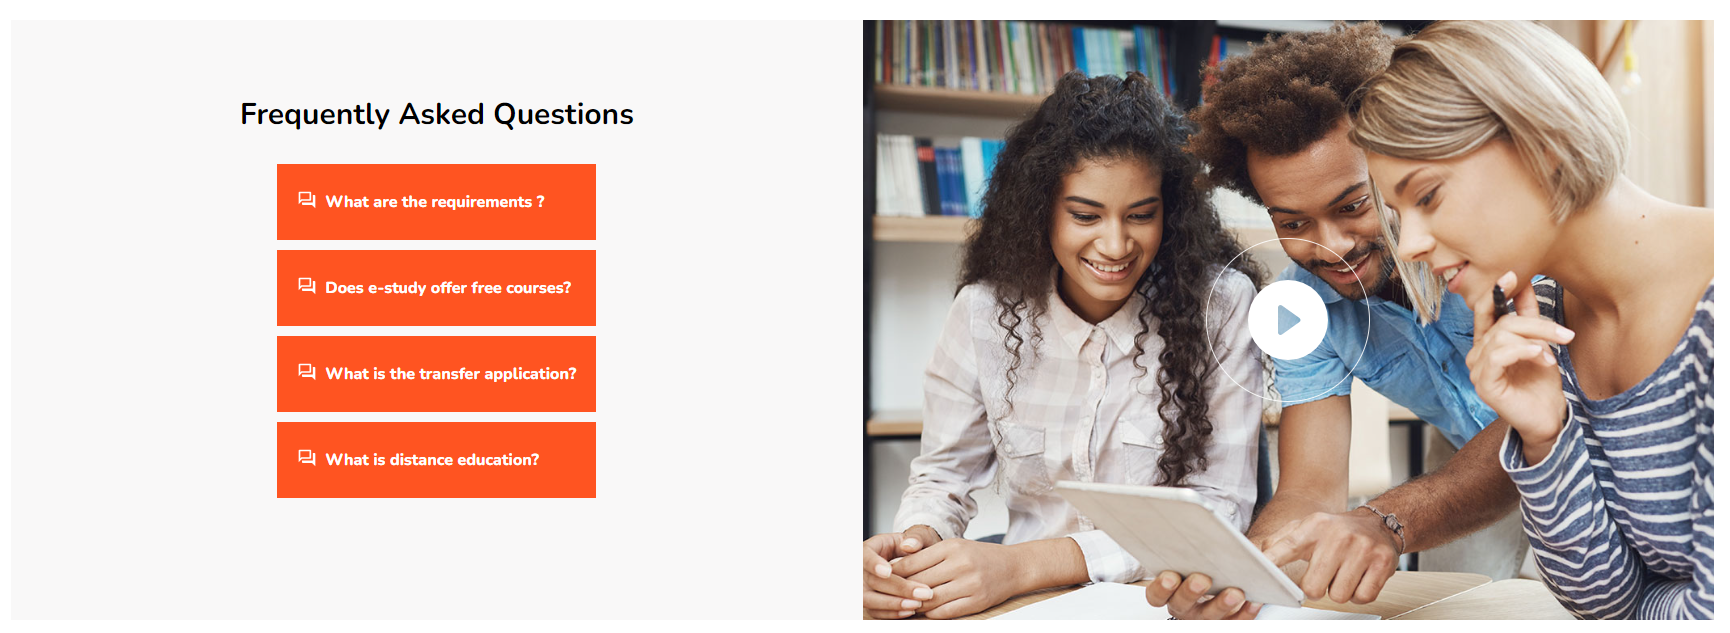 Frequently Asked Questions
What are the requirements ?
Does e-study offer free courses?
What is the transfer application?
What is distance education?